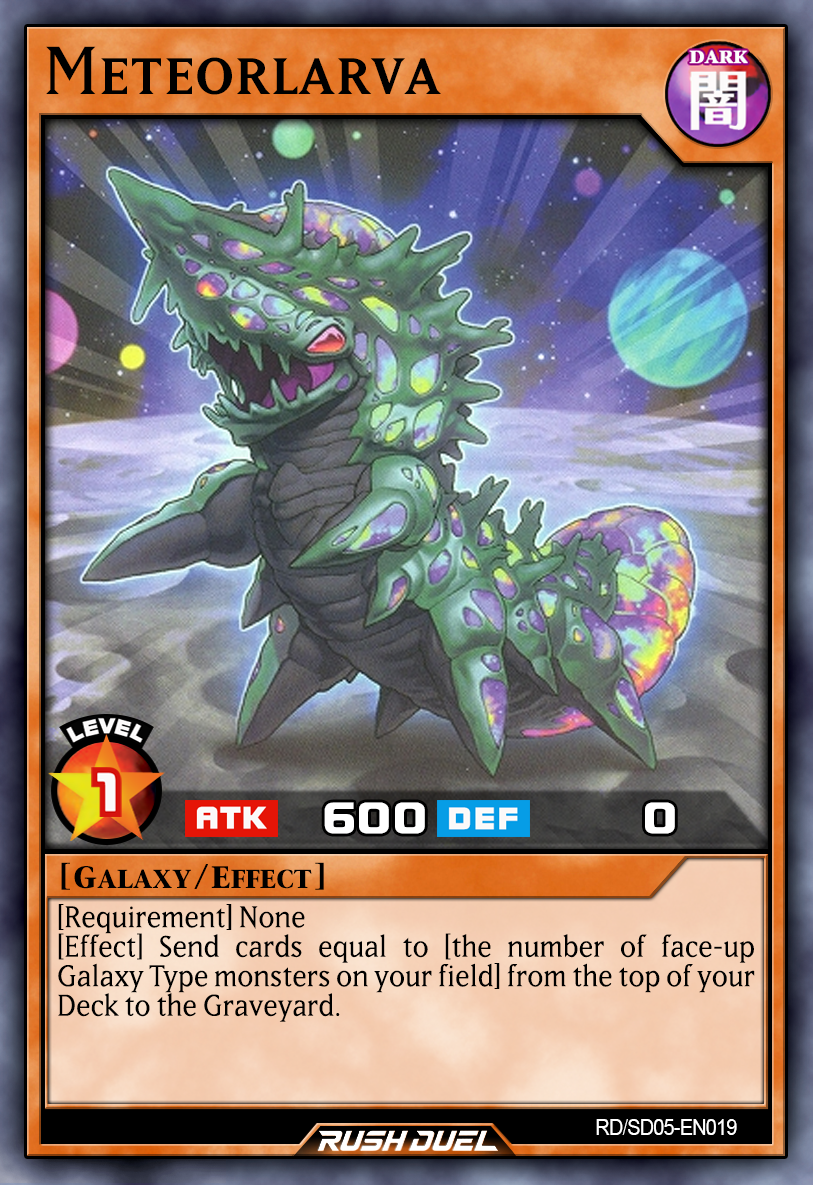 Meteorlarva
DARK
闇
LEVEL
1
ATK 600 DEF 0
[Galaxy/Effect]
[Requirement] None
[Effect] Send cards equal to [the number of face-up
Galaxy Type monsters on your field] from the top of your
Deck to the Graveyard.
RD/SD05-EN019
RUSH DUEL